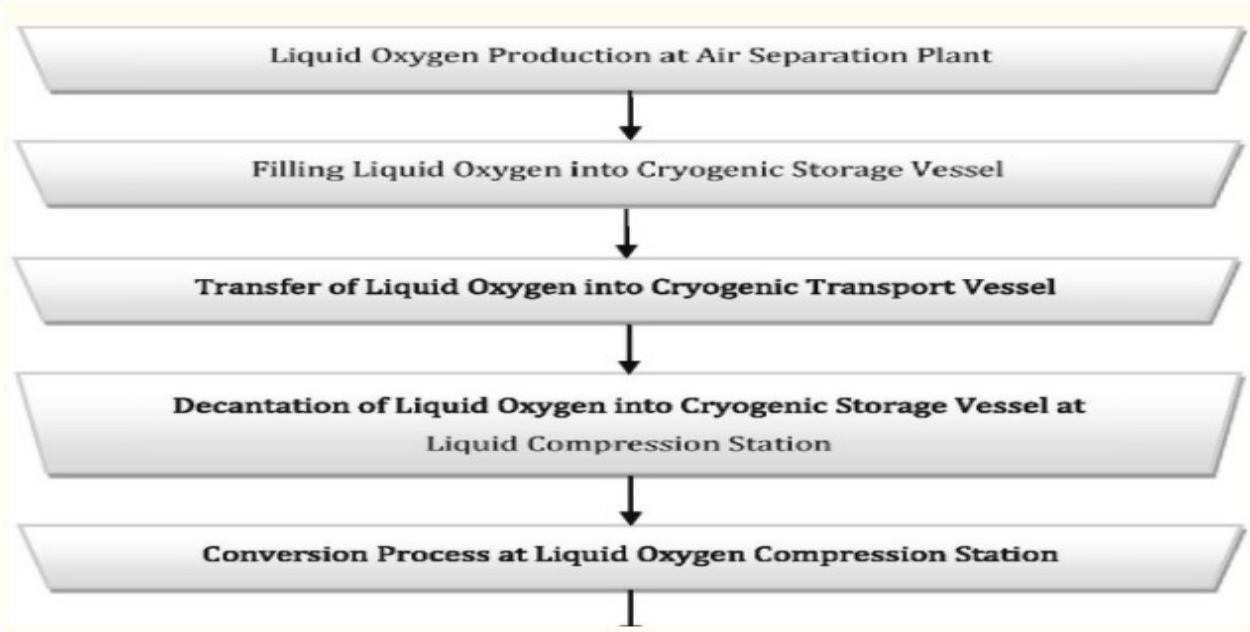 Liquid Oxygen Production at Air Separation Plant
Filling Liquid Oxygen into Cryogenic Storage Vessel
Transfer of Liquid Oxygen into Cryogenic Transport Vessel
Decantation of Liquid Oxygen into Cryogenic Storage Vessel at
Liquid Compression Station
Conversion Process at Liquid Oxygen Compression Station